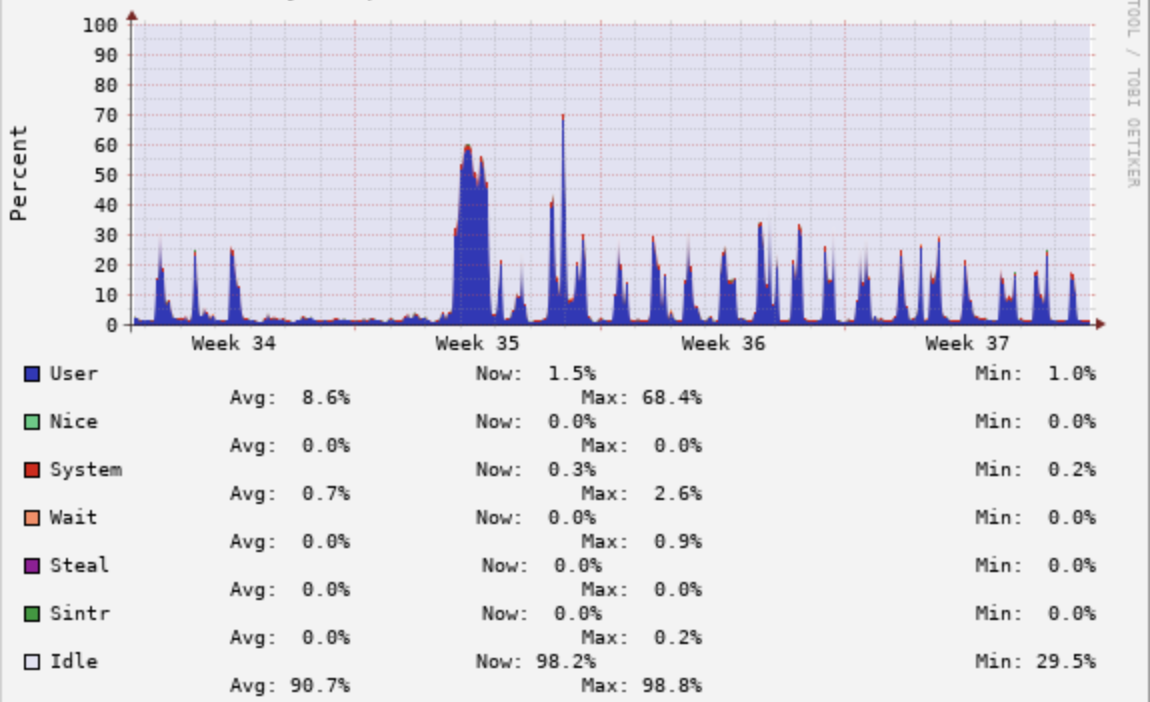 100
90
80
70
60
50
40
30
20
10
0
Percent
TOOL / TOBI OETIKER
Week 34 Week 35 Week 36 Week 37
User Now: 1.5% Min: 1.0%
Avg: 8.6% Max: 68.4%
Nice Now: 0.0% Min: 0.0%
Avg: 0.0% Max: 0.0%
System Now: 0.3% Min: 0.2%
Avg: 0.7% Max: 2.6%
Wait Now: 0.0% Min: 0.0%
Avg: 0.0% Max: 0.9%
Steal Now: 0.0% Min: 0.0%
Avg: 0.0% Max: 0.0%
Sintr Now: 0.0% Min: 0.0%
Avg: 0.0% Max: 0.2%
Idle Now: 98.2% Min: 29.5%
Avg: 90.7% Max: 98.8%